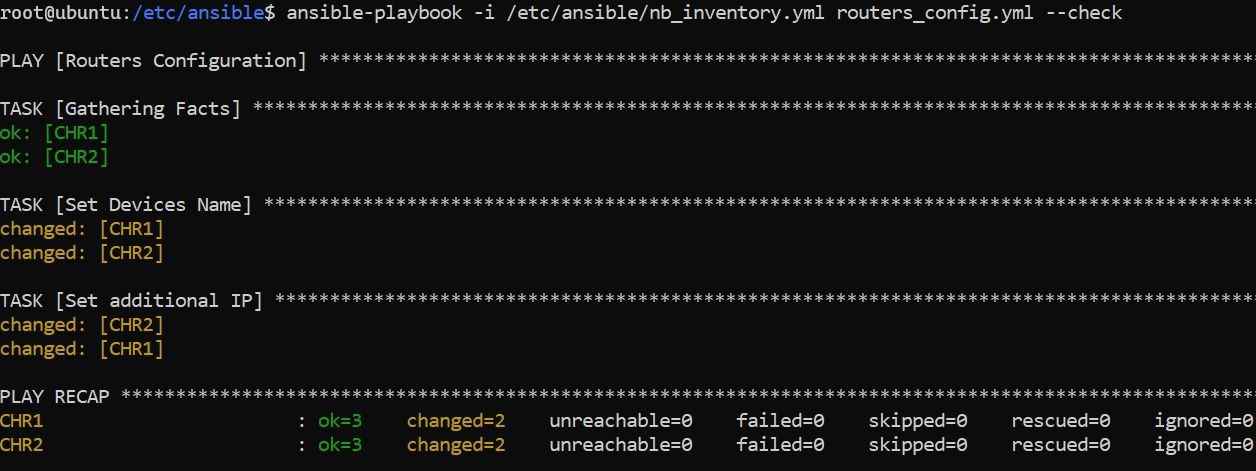 root@ubuntu:/etc/ansible$ ansible-playbook -i /etc/ansible/nb_inventory.yml routers_config.yml --check
PLAY [Routers Configuration] ************************************************************************************
TASK [Gathering Facts] ******************************************************************************************
ok: [CHR1]
ok: [CHR2]
TASK [Set Devices Name] *****************************************************************************************
changed: [CHR1]
changed: [CHR2]
TASK [Set additional IP] ****************************************************************************************
changed: [CHR2]
changed: [CHR1]
PLAY RECAP ******************************************************************************************************
CHR1                       : ok=3    changed=2    unreachable=0    failed=0    skipped=0    rescued=0    ignored=0
CHR2                       : ok=3    changed=2    unreachable=0    failed=0    skipped=0    rescued=0    ignored=0